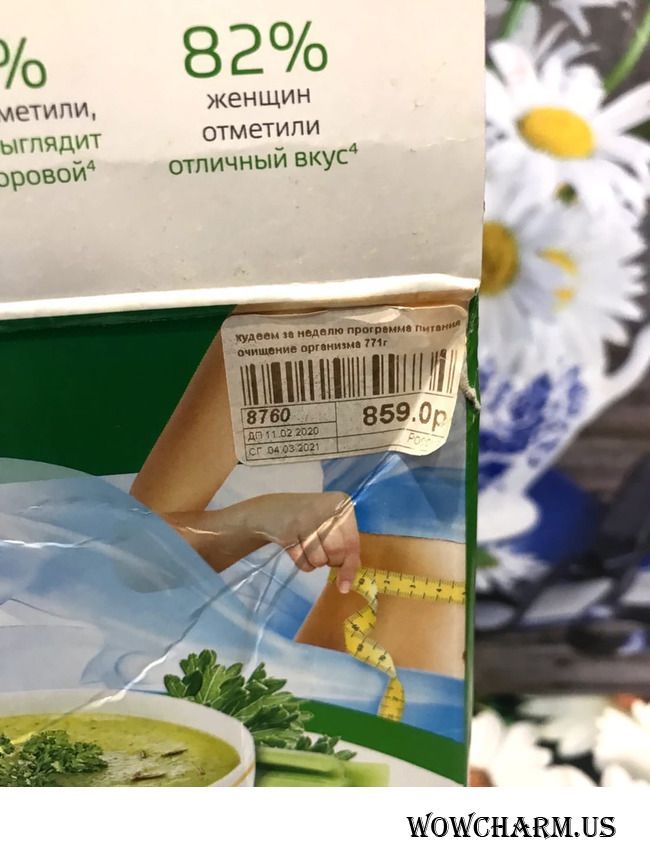 %
82%
метили,
женщин
ыглядит
отметили
оровой⁴
отличный вкус⁴
худеем за неделю программа питания
очищение организма 771г
8760
859.0р
ДП 11.02.2020
СГ 04.03.2021
Росс
WOWCHARM.US